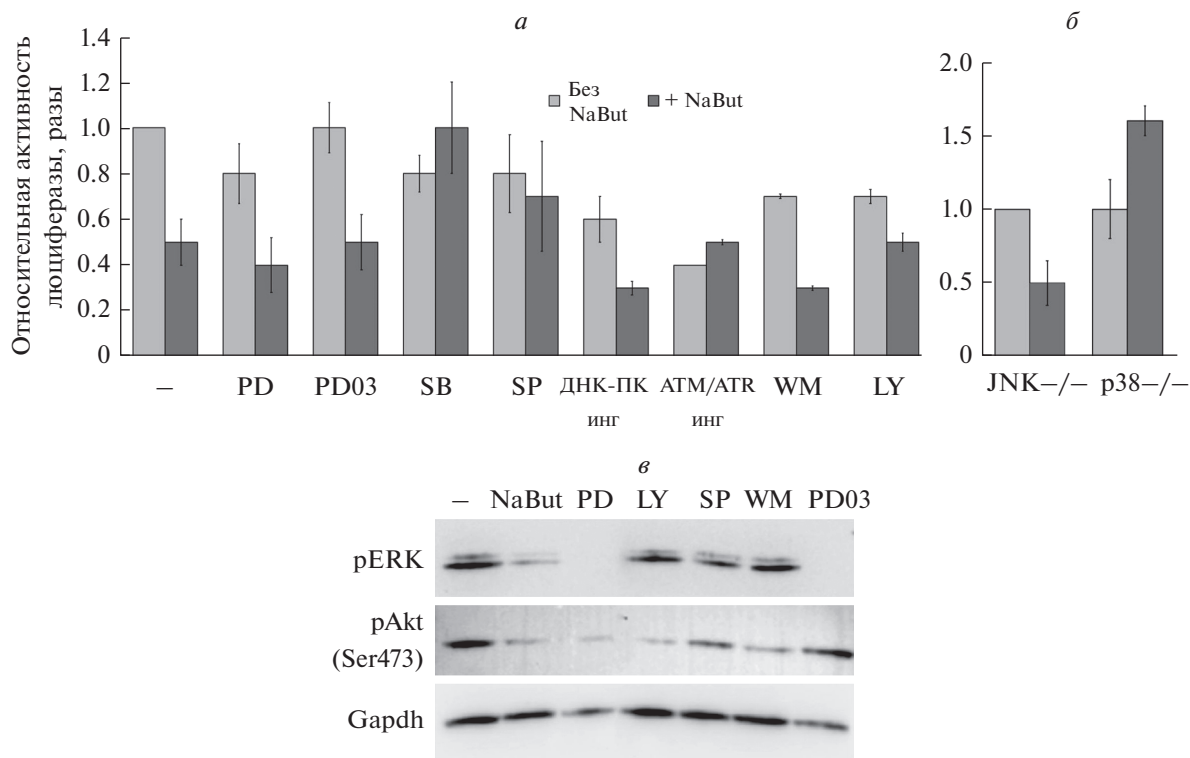 а
б
Относительная активность
люциферазы, разы
1.4
1.2
1.0
0.8
0.6
0.4
0.2
0
Без
NaBut
+ NaBut
– PD PD03 SB SP ДНК-ПК инг ATM/ATR инг WM LY
2.0
1.5
1.0
0.5
0
JNK–/– p38–/–
в
– NaBut PD LY SP WM PD03
pERK
pAkt
(Ser473)
Gapdh